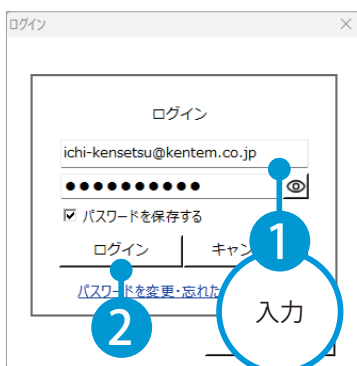 ログイン
ログイン
ichi-kensetsu@kentem.co.jp
●●●●●●●●●●
パスワードを保存する
ログイン
キャン
1
パスワードを変更・忘れた
2
入力